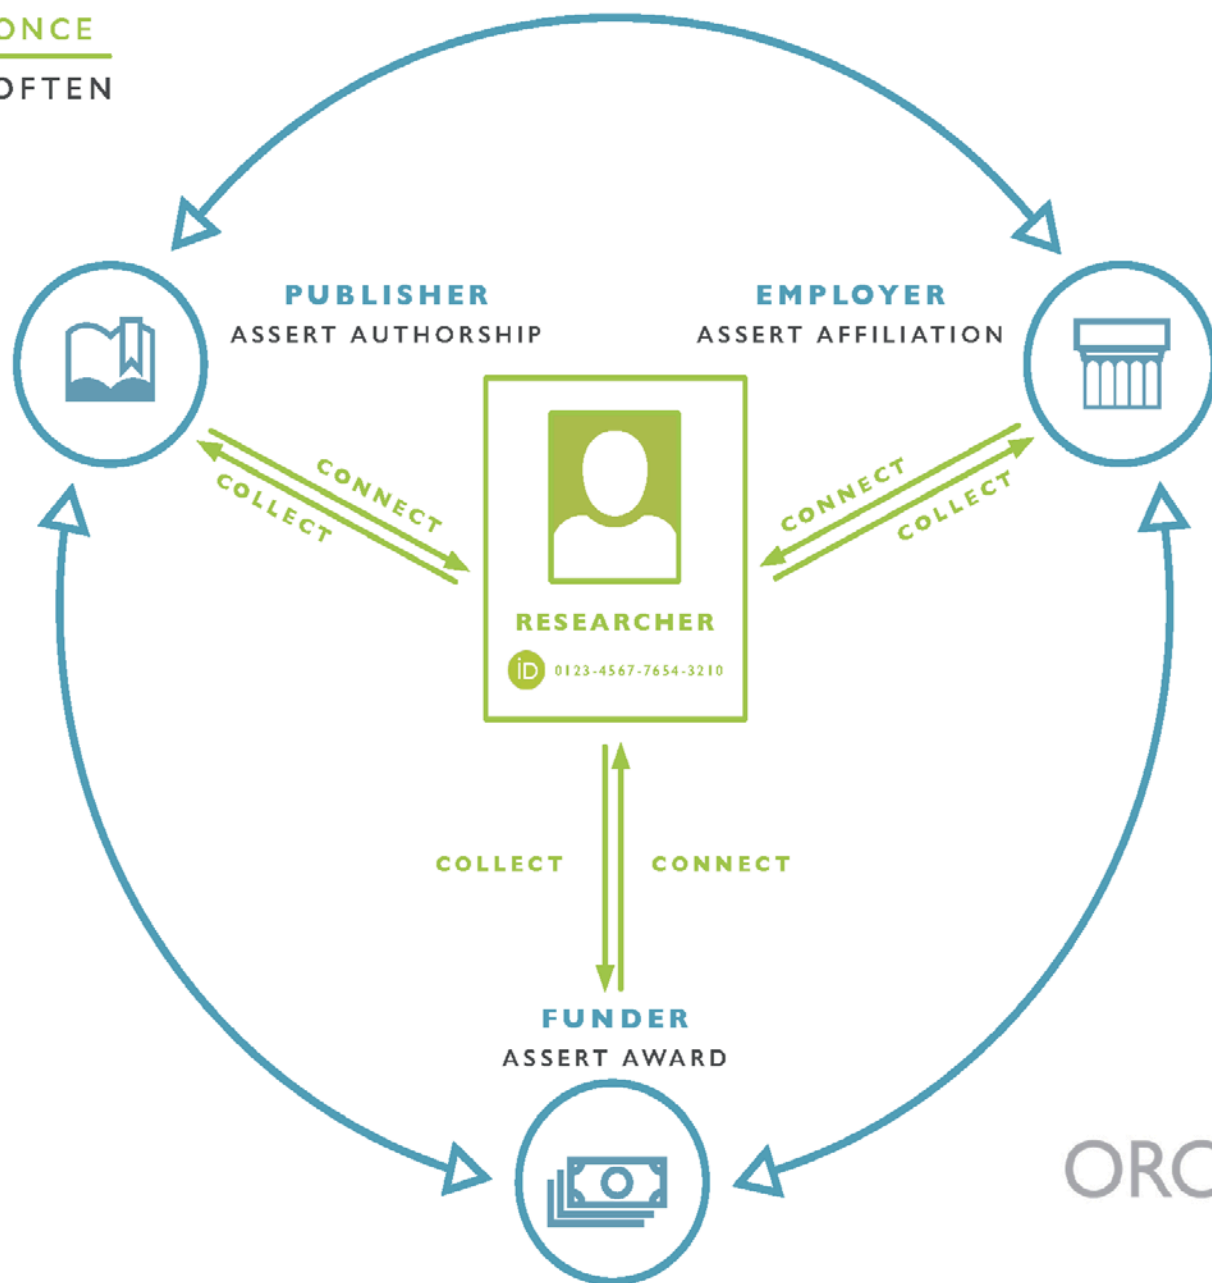 ONCE
OFTEN
PUBLISHER
ASSERT AUTHORSHIP
EMPLOYER
ASSERT AFFILIATION
CONNECT
COLLECT
CONNECT
COLLECT
RESEARCHER
iD 0123-4567-7654-3210
COLLECT
CONNECT
FUNDER
ASSERT AWARD
ORC